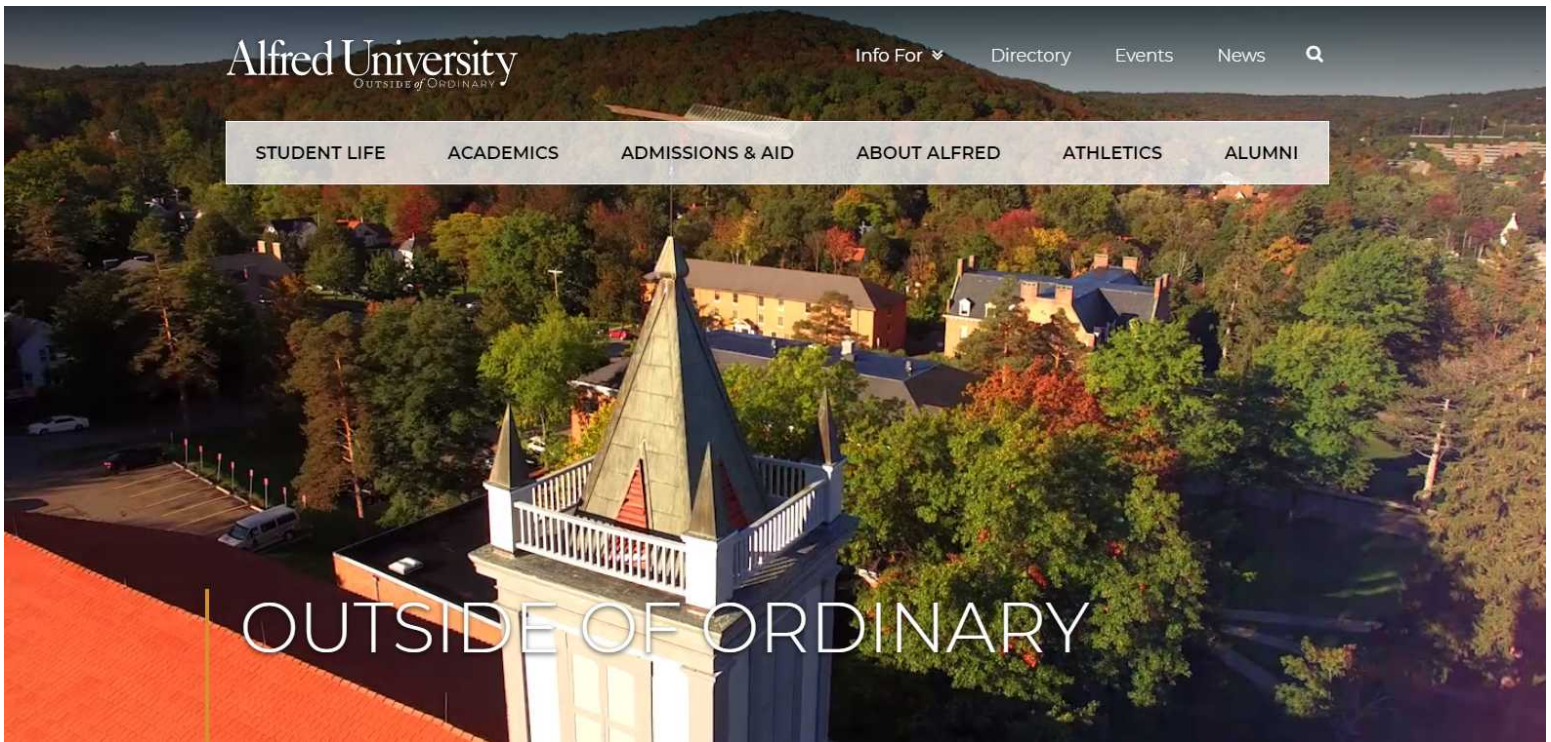 Alfred University
OUTSIDE of ORDINARY
Info For
Directory
Events
News
STUDENT LIFE
ACADEMICS
ADMISSIONS & AID
ABOUT ALFRED
ATHLETICS
ALUMNI
OUTSIDE OF ORDINARY